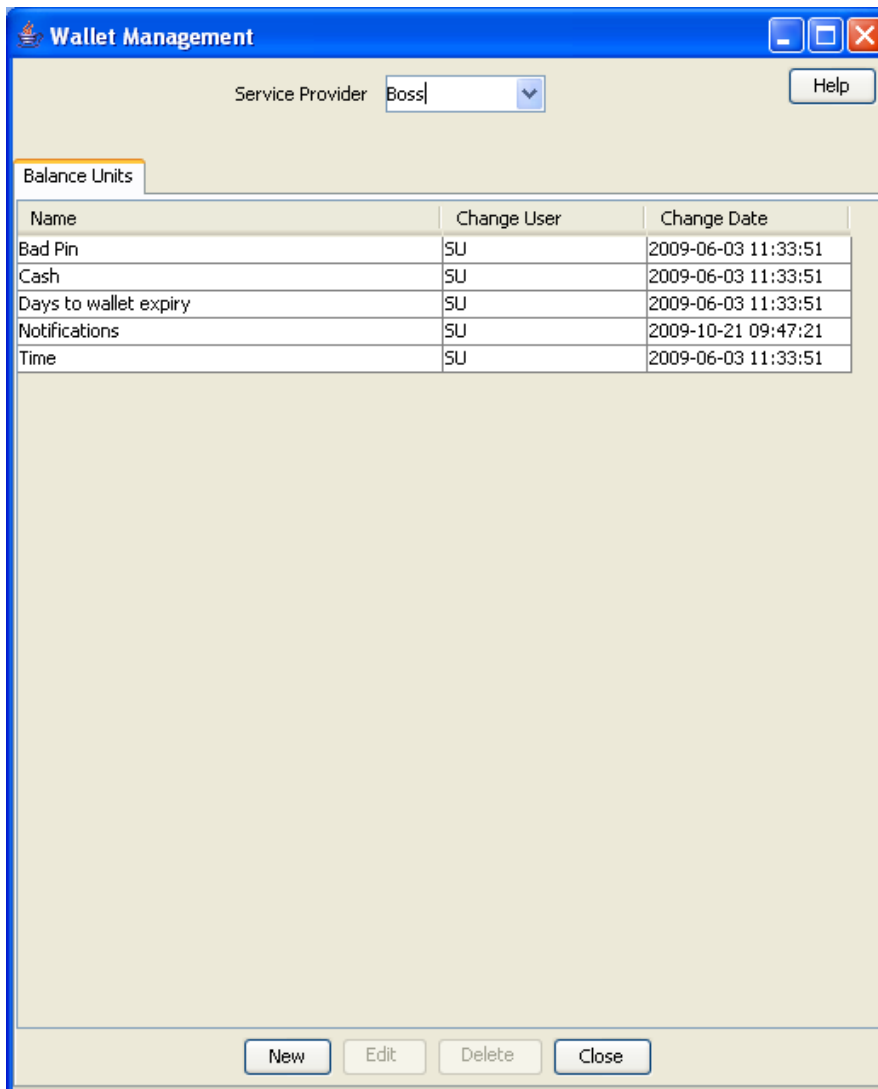 Wallet Management
Service Provider Boss Help
Balance Units
Name Change User Change Date
Bad Pin SU 2009-06-03 11:33:51
Cash SU 2009-06-03 11:33:51
Days to wallet expiry SU 2009-06-03 11:33:51
Notifications SU 2009-10-21 09:47:21
Time SU 2009-06-03 11:33:51
New Edit Delete Close